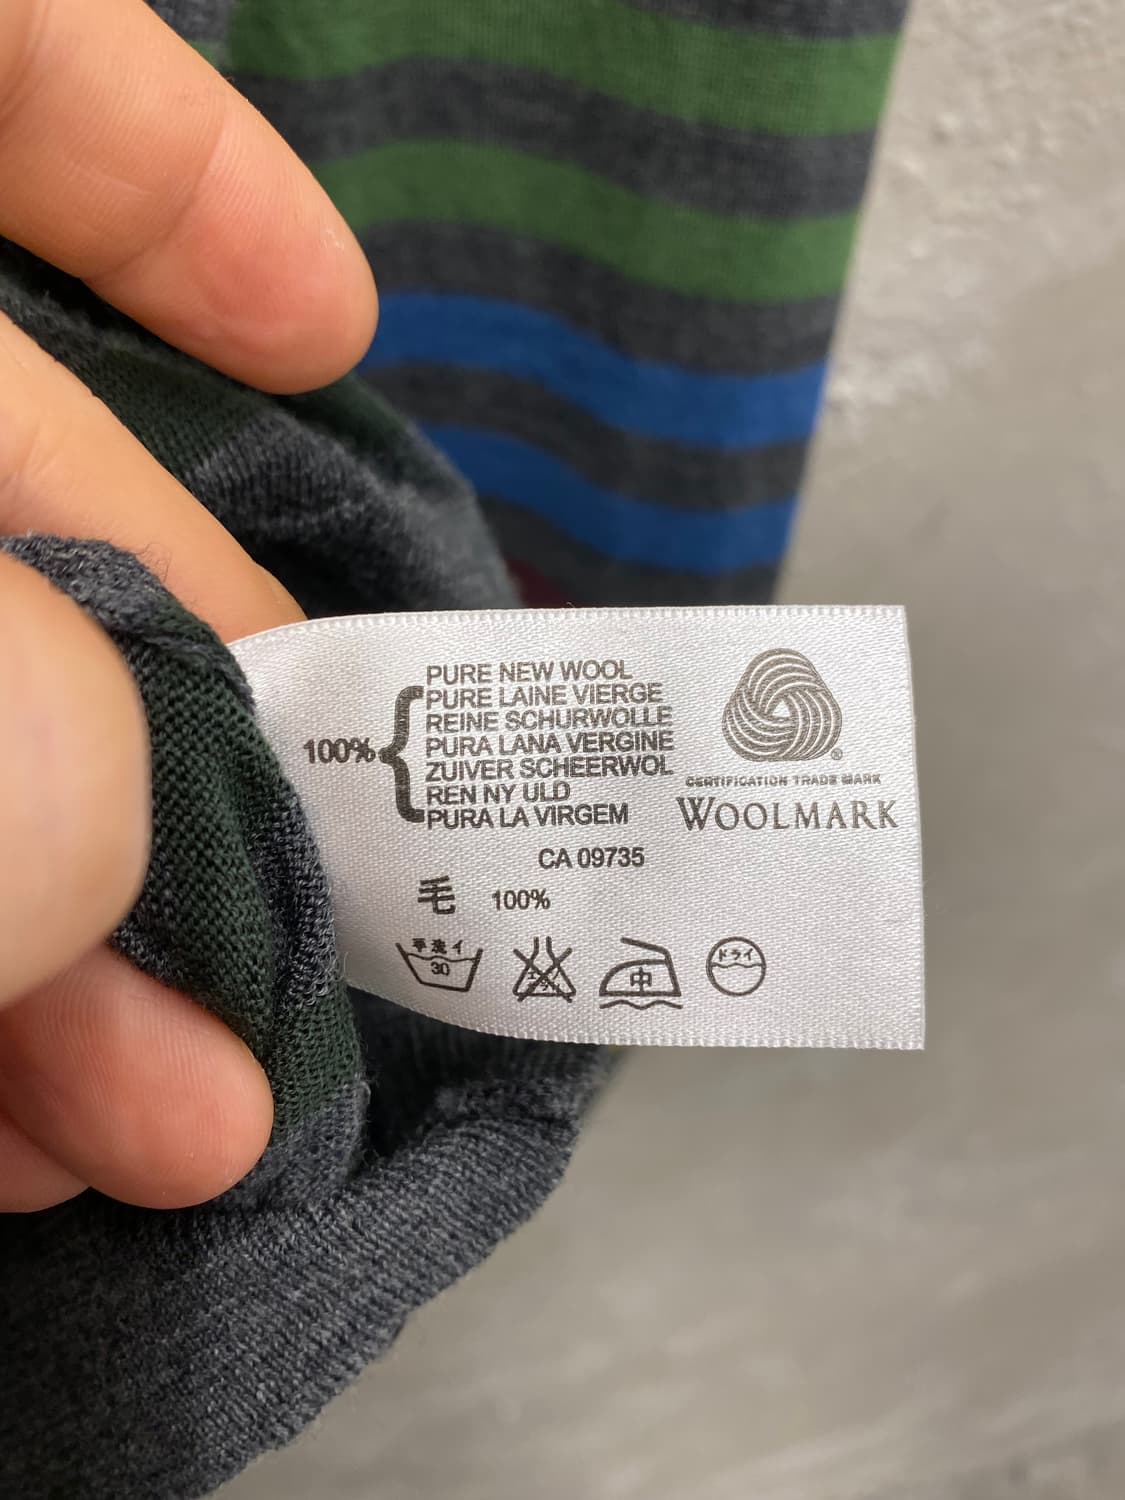 100%
PURE NEW WOOL
PURE LAINE VIERGE
REINE SCHURWOLLE
PURA LANA VERGINE
ZUIVER SCHEERWOL
REN NY ULD
PURA LA VIRGEM
®
CERTIFICATION TRADE MARK
WOOLMARK
CA 09735
毛 100%
手洗イ
30
中
ドライ